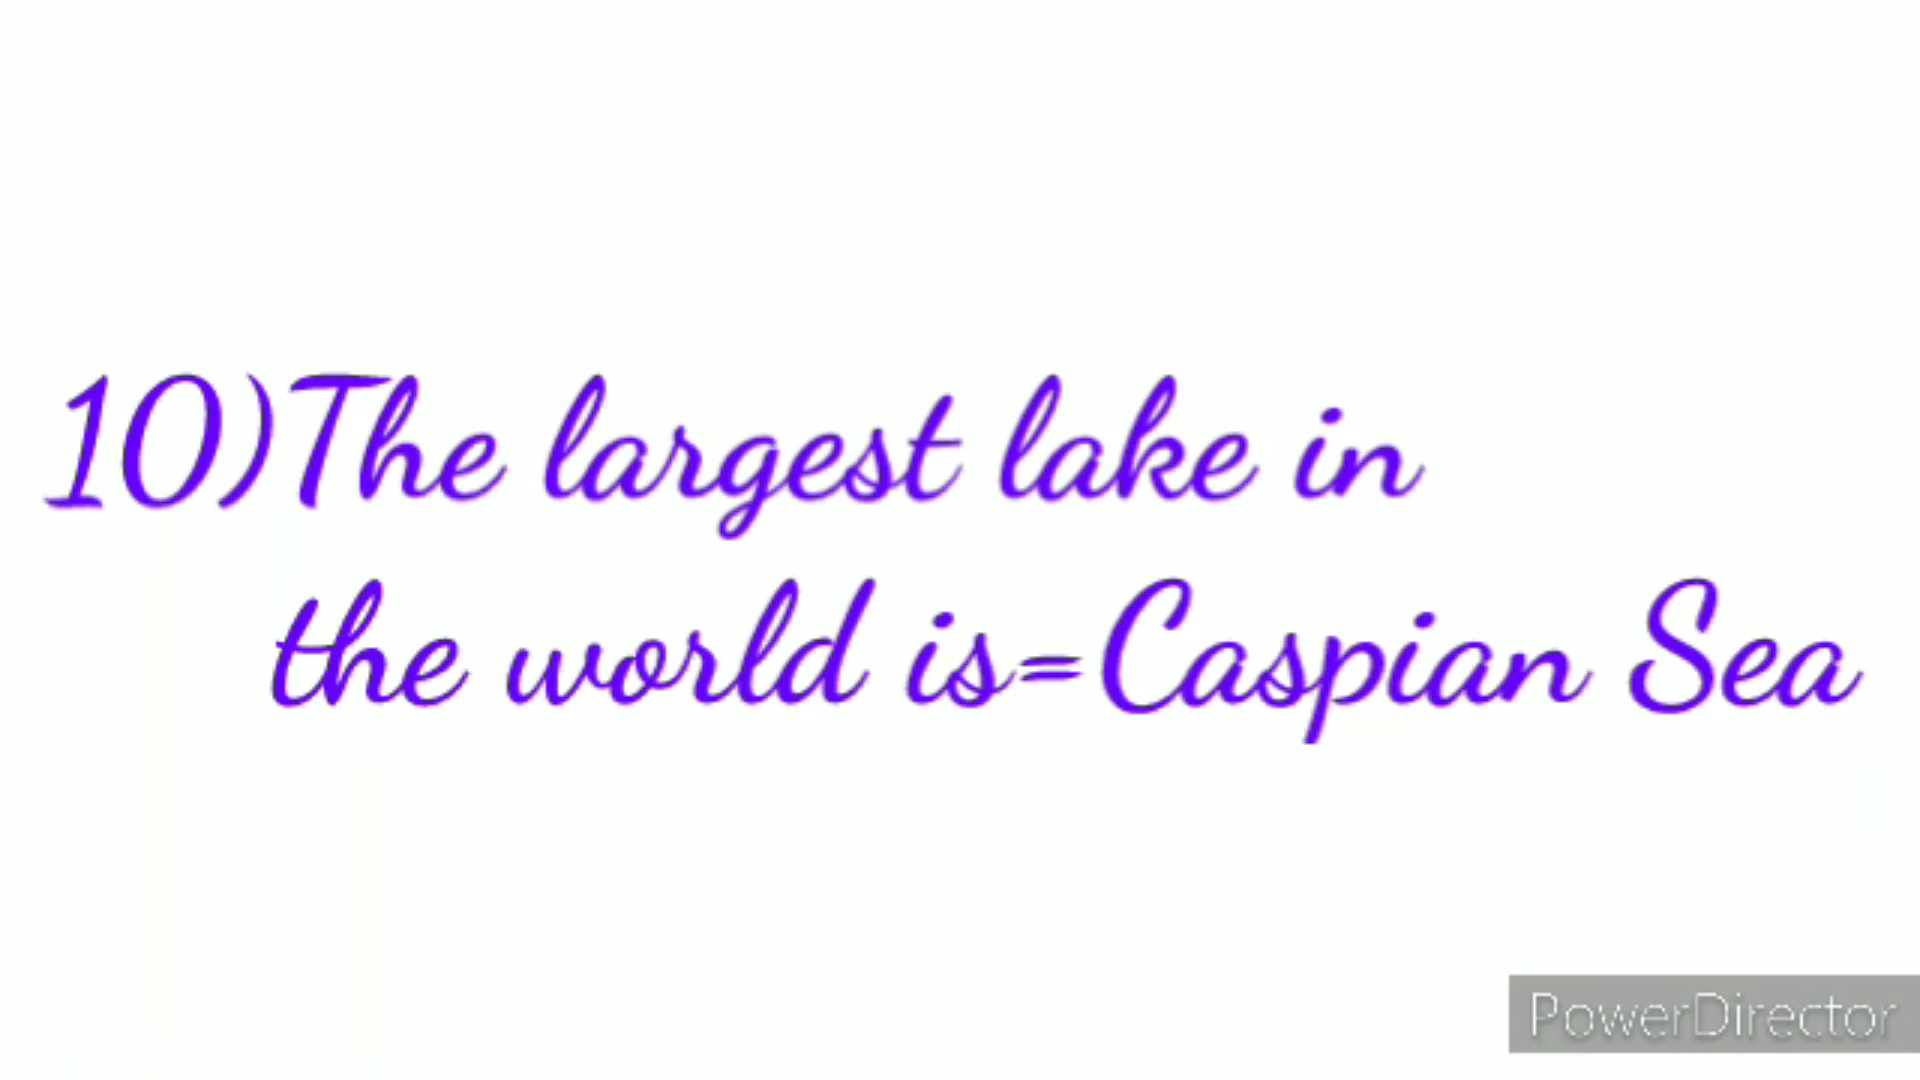 10)The largest lake in
the world is=Caspian Sea
PowerDirector